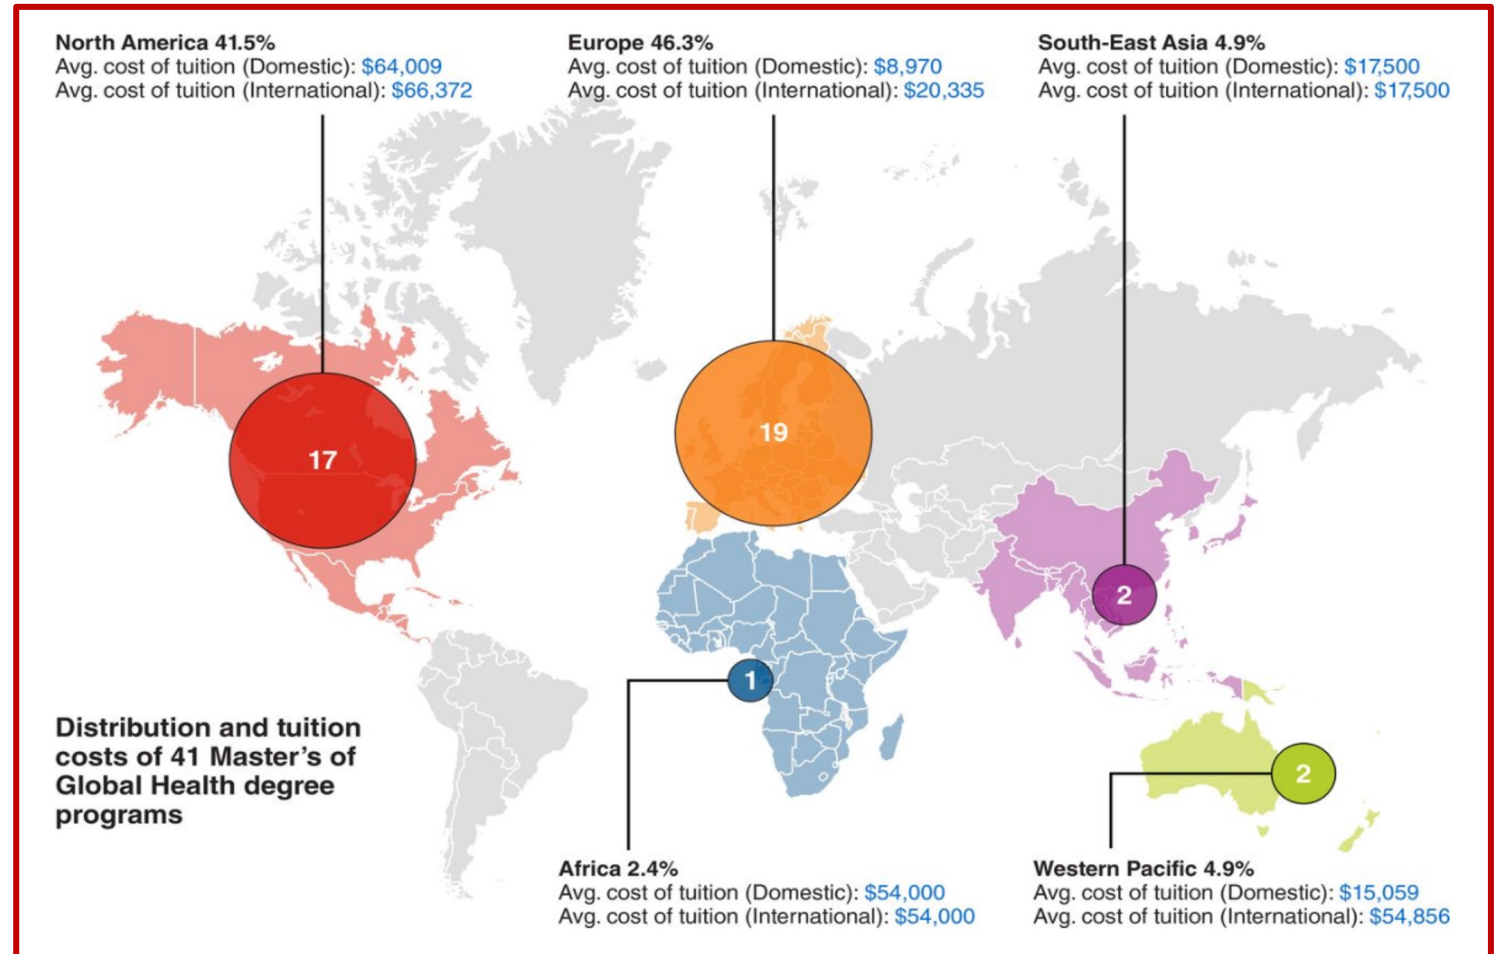 North America 41.5%
Avg. cost of tuition (Domestic): $64,009
Avg. cost of tuition (International): $66,372
Europe 46.3%
Avg. cost of tuition (Domestic): $8,970
Avg. cost of tuition (International): $20,335
South-East Asia 4.9%
Avg. cost of tuition (Domestic): $17,500
Avg. cost of tuition (International): $17,500
17
19
2
1
2
Distribution and tuition
costs of 41 Master's of
Global Health degree
programs
Africa 2.4%
Avg. cost of tuition (Domestic): $54,000
Avg. cost of tuition (International): $54,000
Western Pacific 4.9%
Avg. cost of tuition (Domestic): $15,059
Avg. cost of tuition (International): $54,856